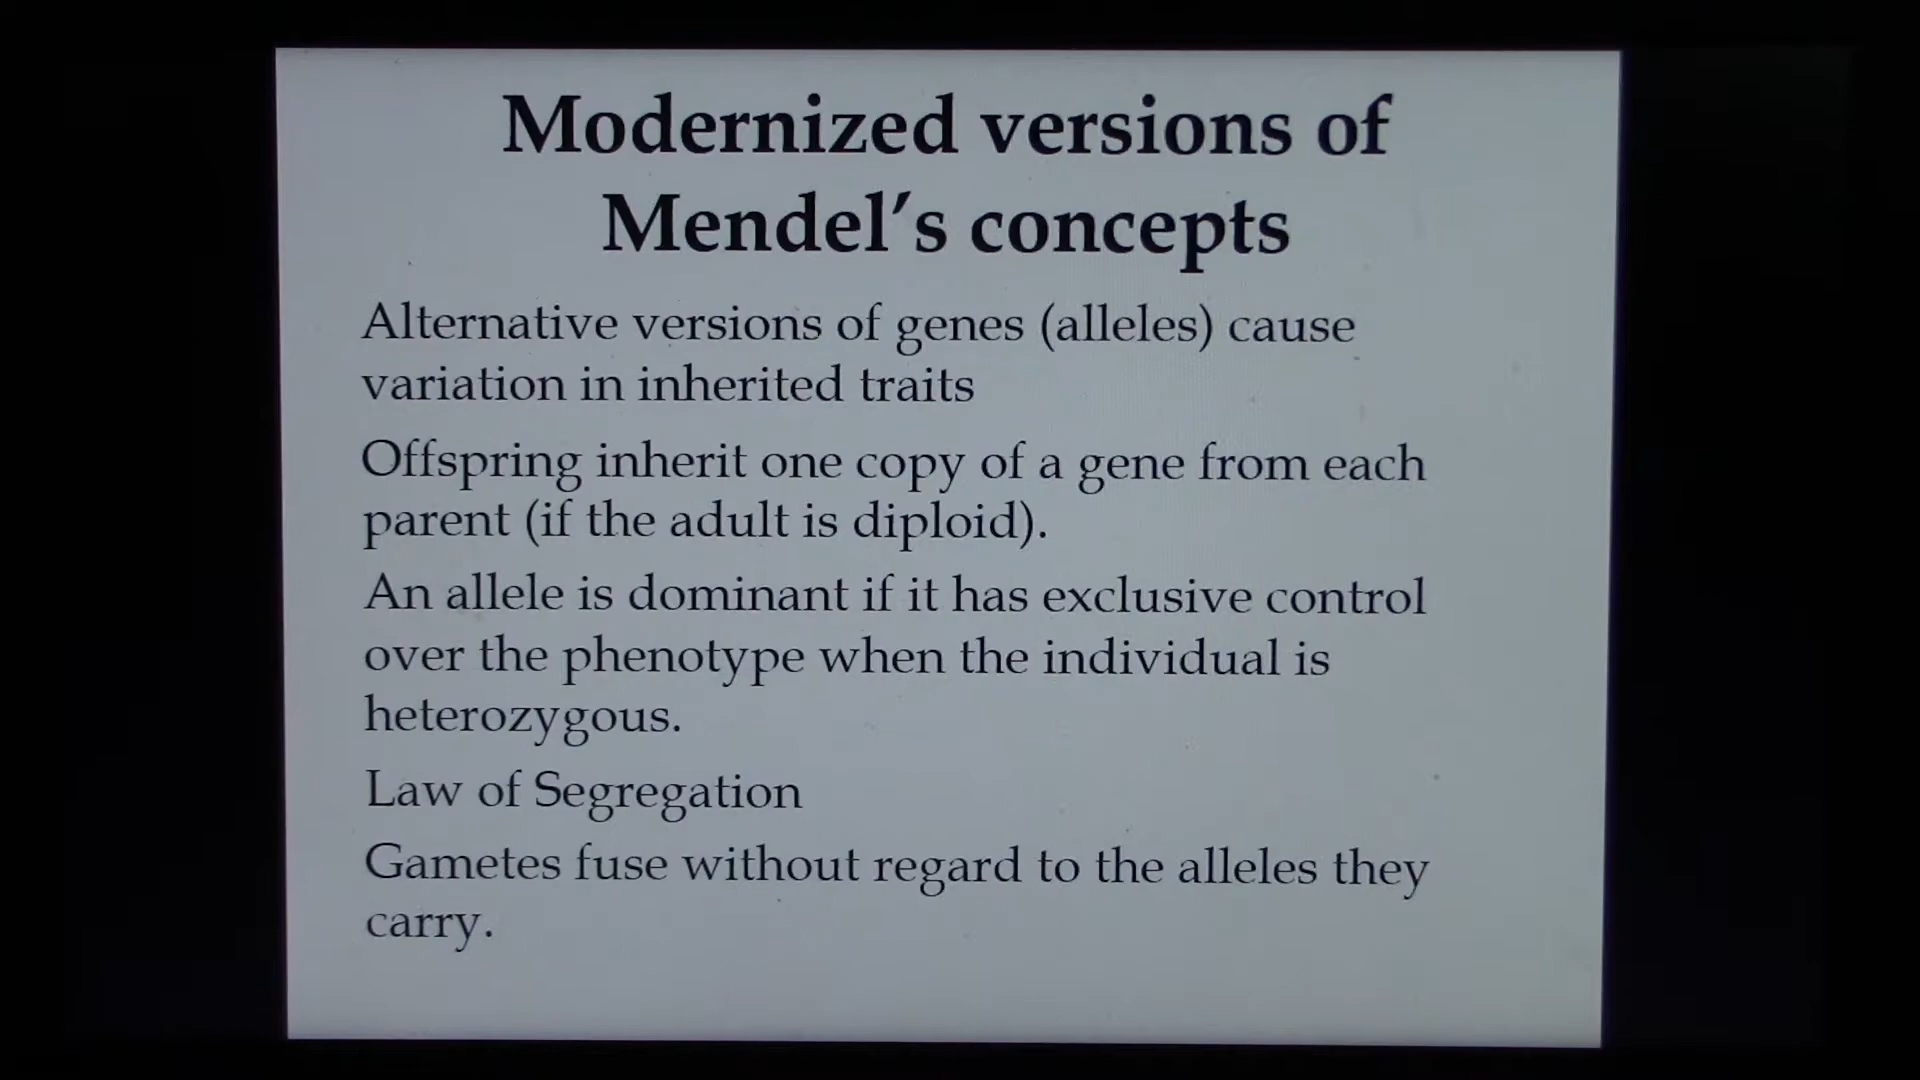 Modernized versions of
Mendel's concepts
Alternative versions of genes (alleles) cause
variation in inherited traits
Offspring inherit one copy of a gene from each
parent (if the adult is diploid).
An allele is dominant if it has exclusive control
over the phenotype when the individual is
heterozygous.
Law of Segregation
Gametes fuse without regard to the alleles they
carry.